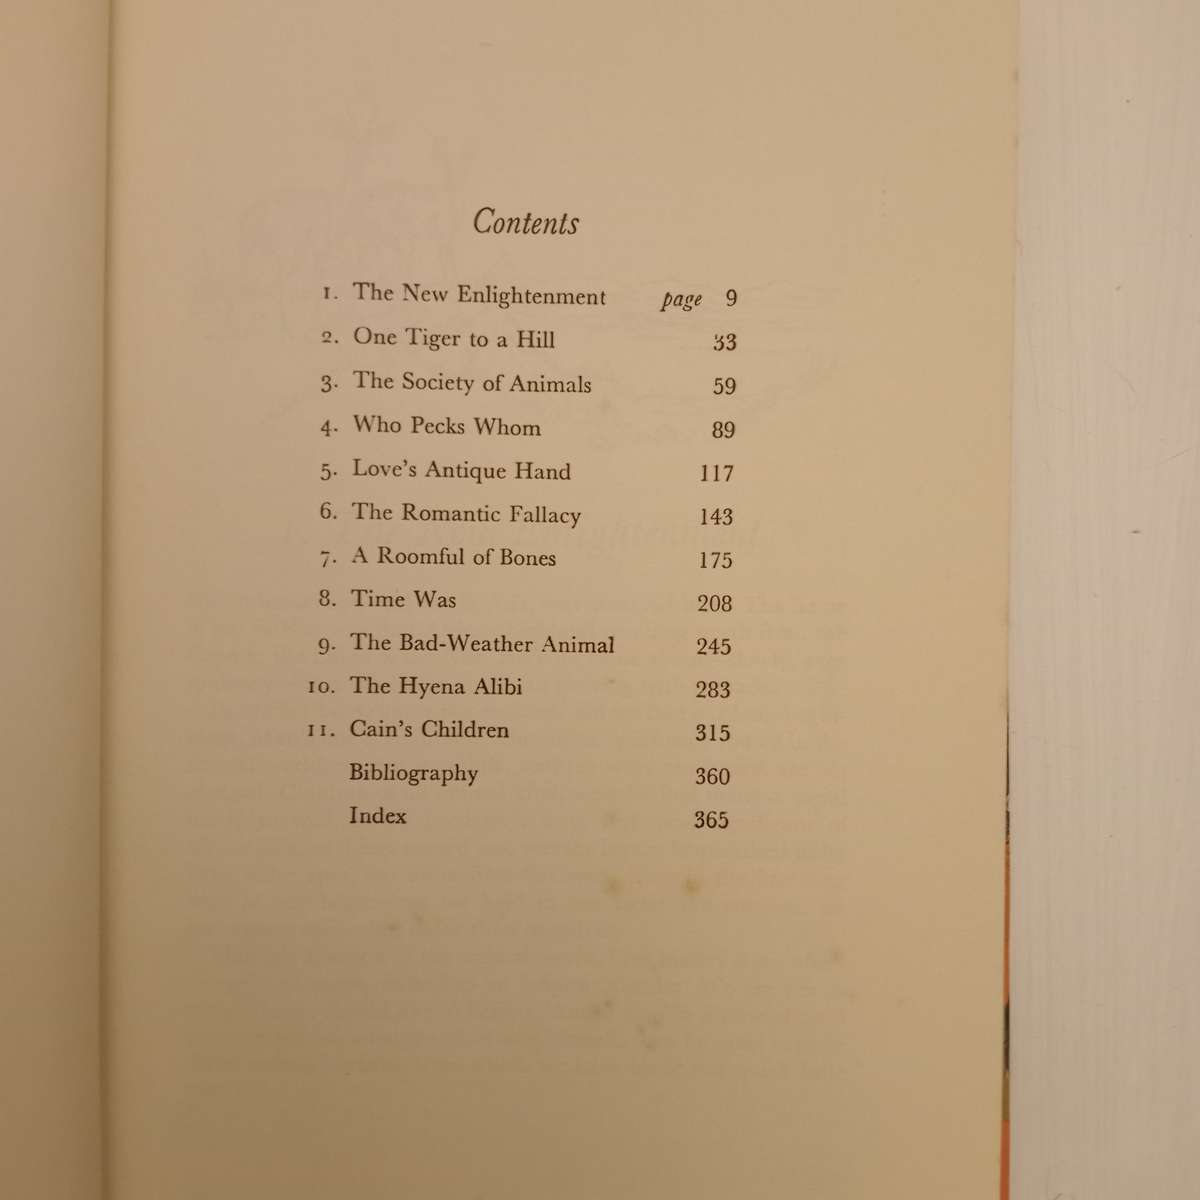 Contents
1. The New Enlightenment page 9
2. One Tiger to a Hill 33
3. The Society of Animals 59
4. Who Pecks Whom 89
5. Love's Antique Hand 117
6. The Romantic Fallacy 143
7. A Roomful of Bones 175
8. Time Was 208
9. The Bad-Weather Animal 245
10. The Hyena Alibi 283
11. Cain's Children 315
Bibliography 360
Index 365